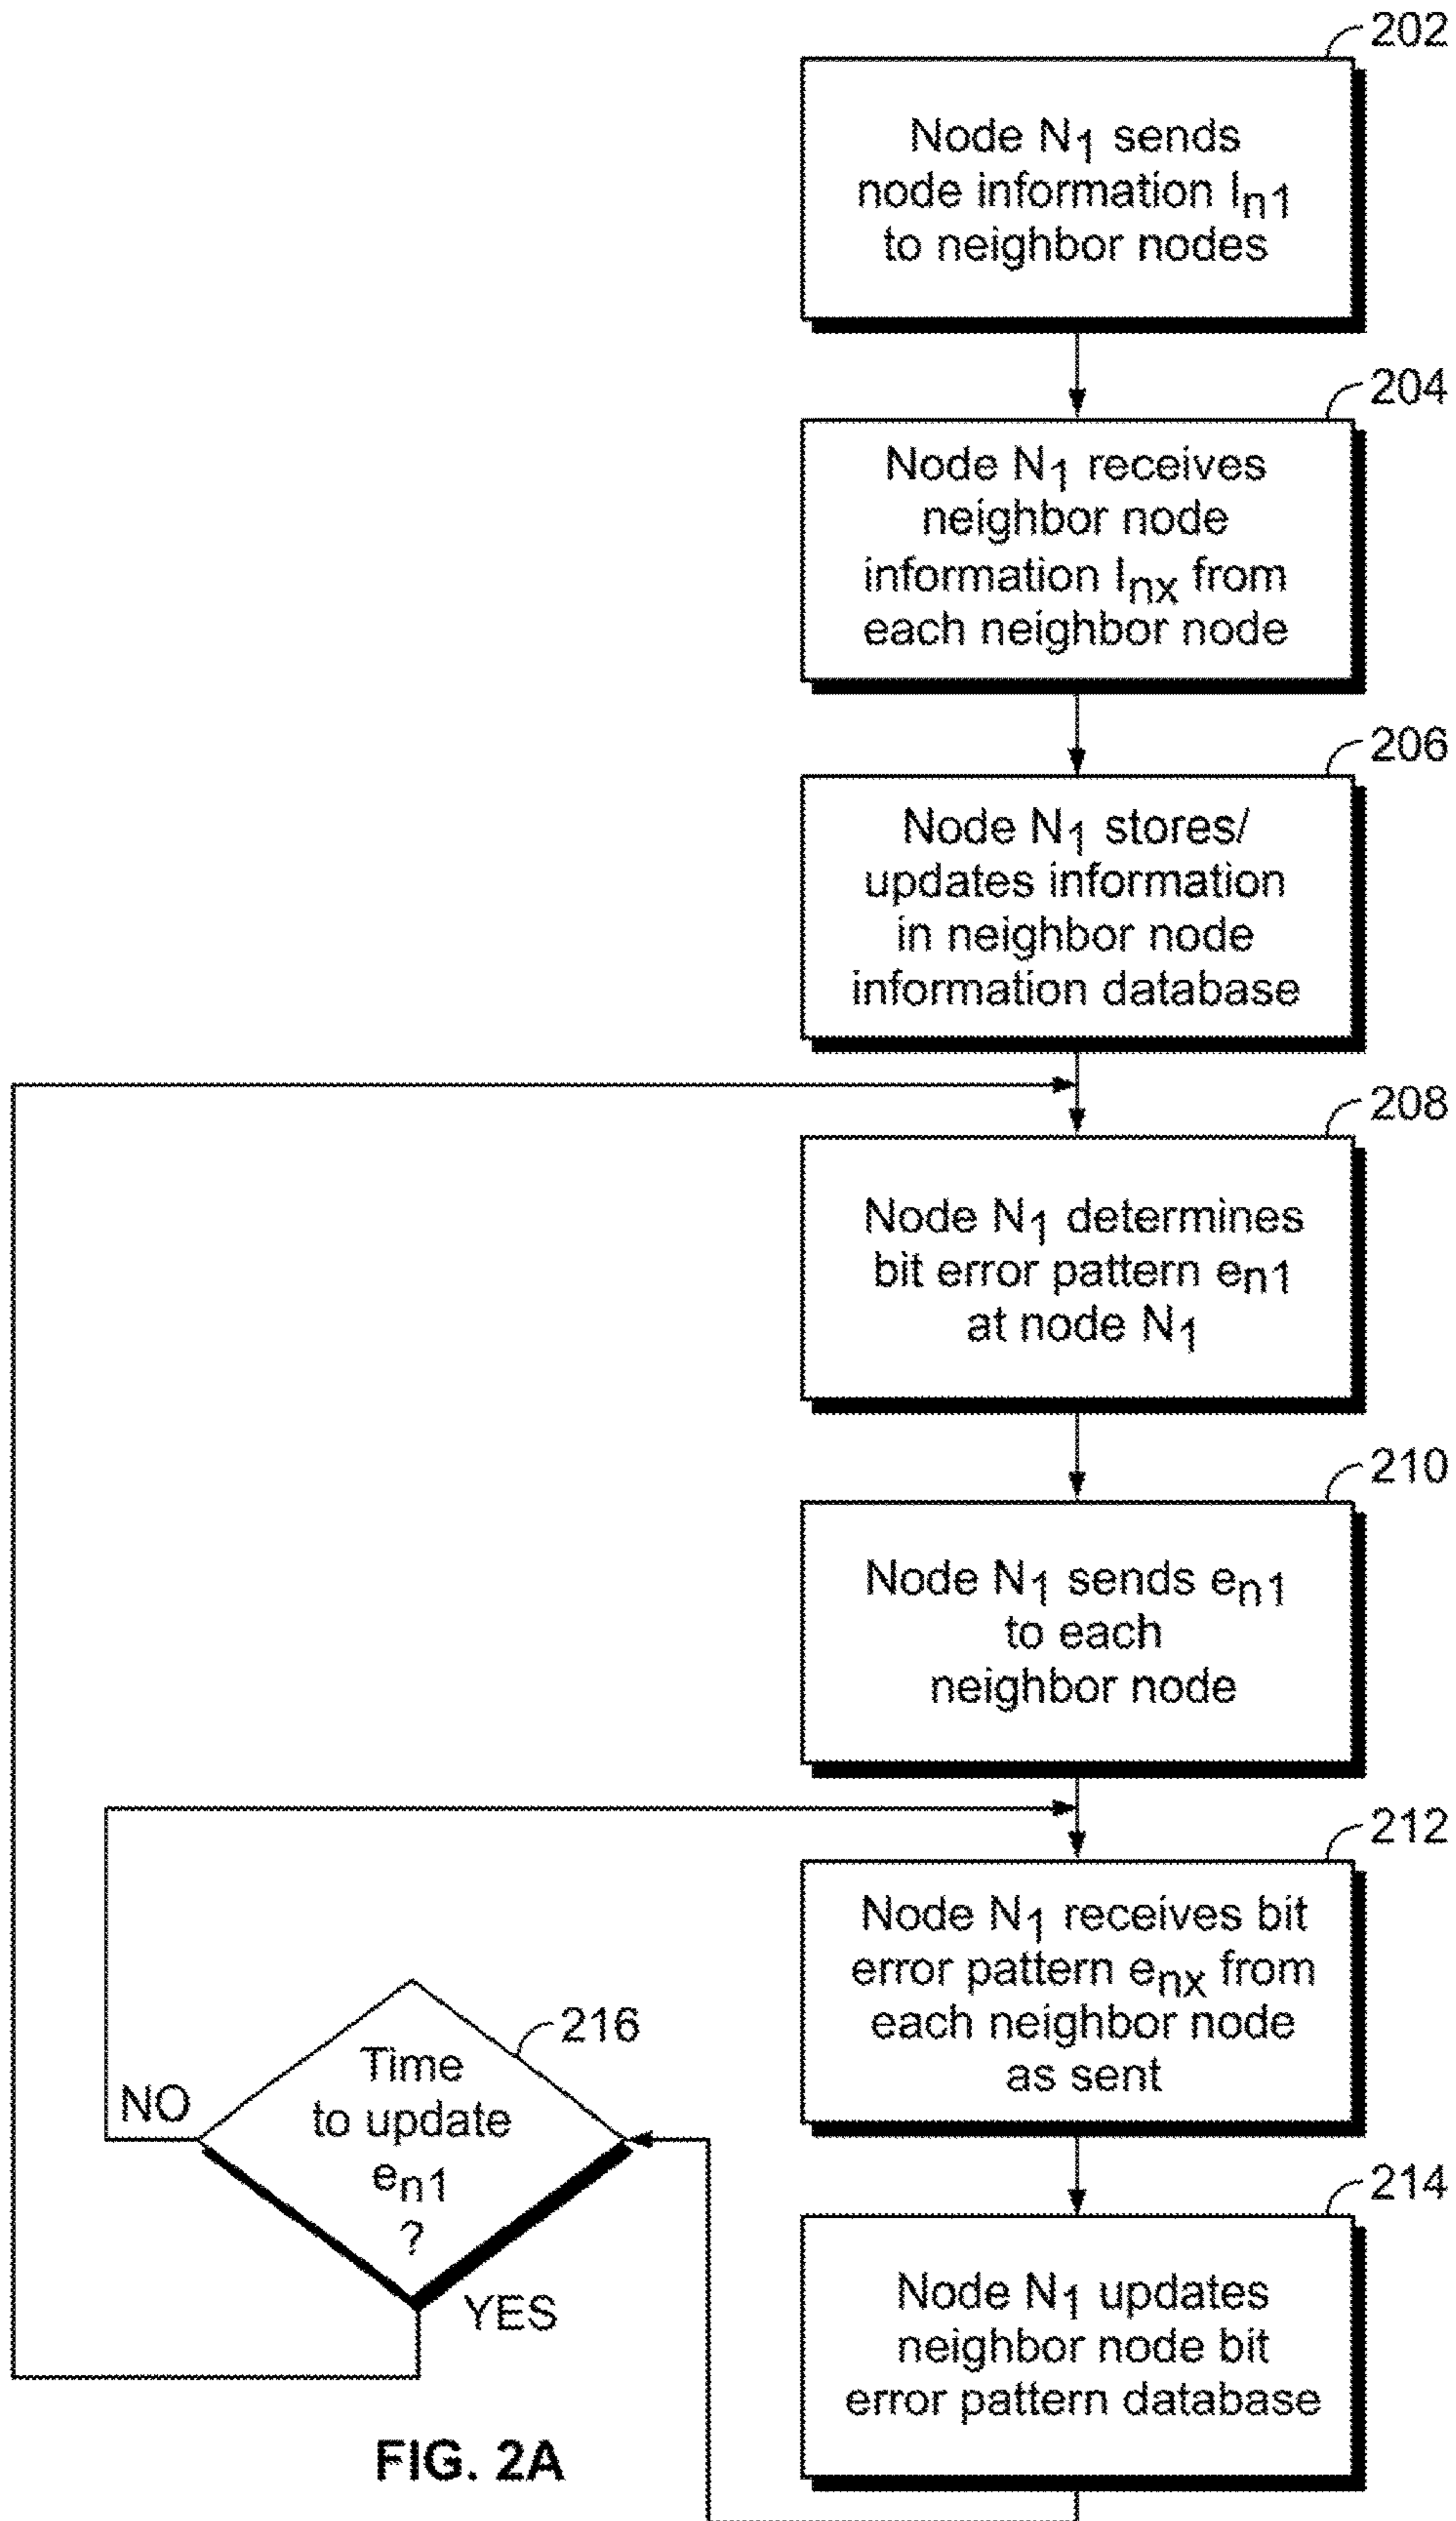 202
Node N1 sends
node information In1
to neighbor nodes
204
Node N1 receives
neighbor node
information Inx from
each neighbor node
206
Node N1 stores/
updates information
in neighbor node
information database
208
Node N1 determines
bit error pattern en1
at node N1
210
Node N1 sends en1
to each
neighbor node
212
Node N1 receives bit
error pattern enx from
each neighbor node
as sent
216
Time
to update
en1
?
NO
YES
214
Node N1 updates
neighbor node bit
error pattern database
FIG. 2A